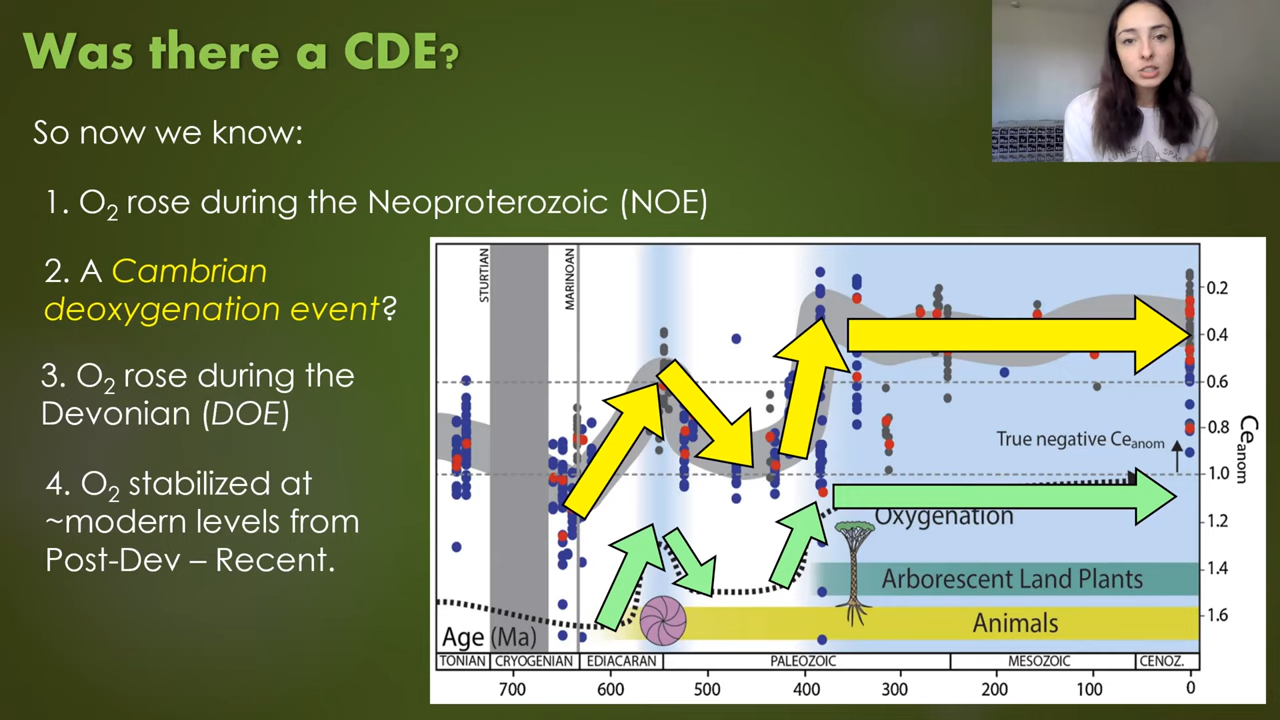 Was there a CDE?
So now we know:
1. O₂ rose during the Neoproterozoic (NOE)
2. A Cambrian
deoxygenation event?
3. O₂ rose during the
Devonian (DOE)
4. O₂ stabilized at
~modern levels from
Post-Dev – Recent.
STURTIAN
MARINOAN
0.2
0.4
0.6
0.8
1.0
1.2
1.4
1.6
Ceanom
True negative Ceanom
Oxygenation
Arborescent Land Plants
Animals
Age (Ma)
TONIAN CRYOGENIAN EDIACARAN PALEOZOIC MESOZOIC CENOZ.
700 600 500 400 300 200 100 0